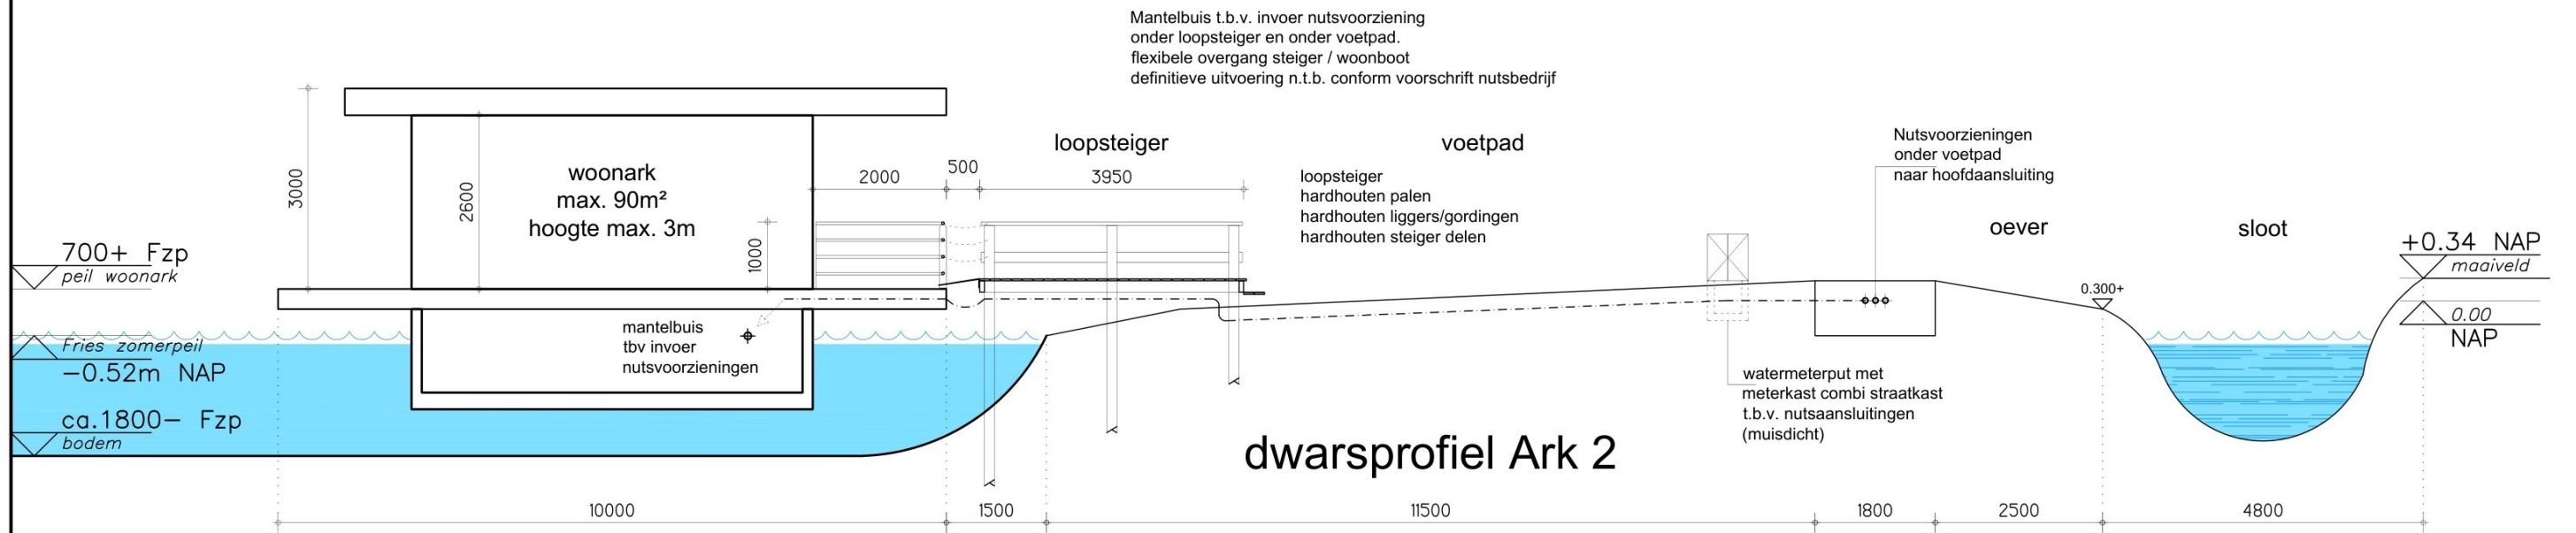 Mantelbuis t.b.v. invoer nutsvoorziening
onder loopsteiger en onder voetpad.
flexibele overgang steiger / woonboot
definitieve uitvoering n.t.b. conform voorschrift nutsbedrijf
loopsteiger
voetpad
Nutsvoorzieningen
onder voetpad
naar hoofdaansluiting
3000
2600
woonark
max. 90m²
hoogte max. 3m
2000
500
3950
1000
loopsteiger
hardhouten palen
hardhouten liggers/gordingen
hardhouten steiger delen
oever
sloot
700+ Fzp
peil woonark
+0.34 NAP
maaiveld
0.300+
0.00
NAP
Fries zomerpeil
-0.52m NAP
ca.1800- Fzp
bodem
mantelbuis
tbv invoer
nutsvoorzieningen
watermeterput met
meterkast combi straatkast
t.b.v. nutsaansluitingen
(muisdicht)
dwarsprofiel Ark 2
10000
1500
11500
1800
2500
4800